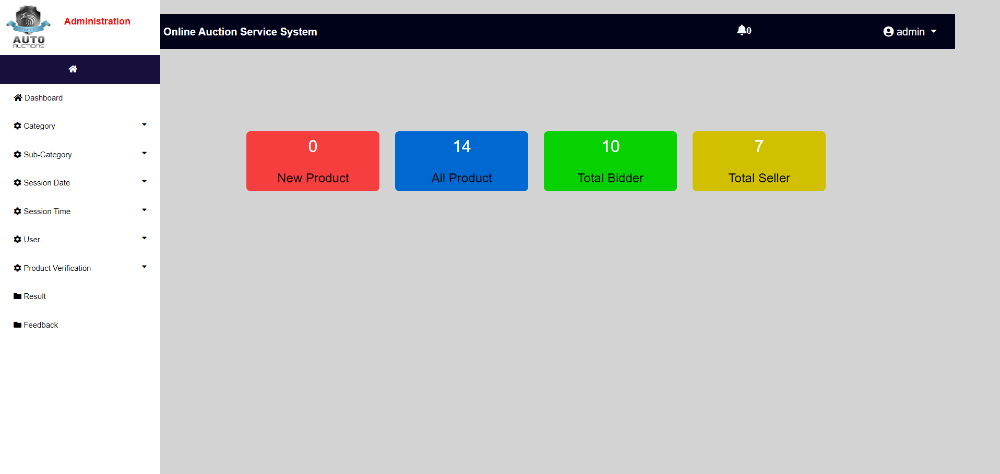 Administration
AUTO
AUCTIONS
Online Auction Service System
0
admin
Dashboard
Category
Sub-Category
Session Date
Session Time
User
Product Verification
Result
Feedback
0
New Product
14
All Product
10
Total Bidder
7
Total Seller